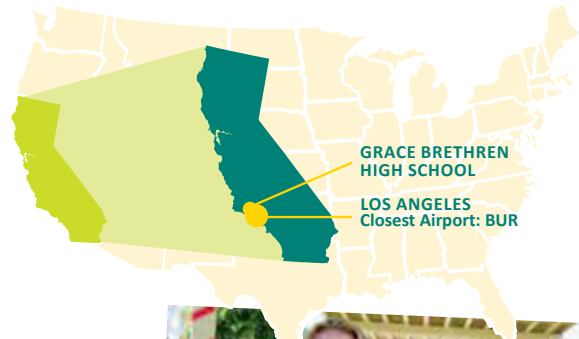 GRACE BRETHREN
HIGH SCHOOL
LOS ANGELES
Closest Airport: BUR